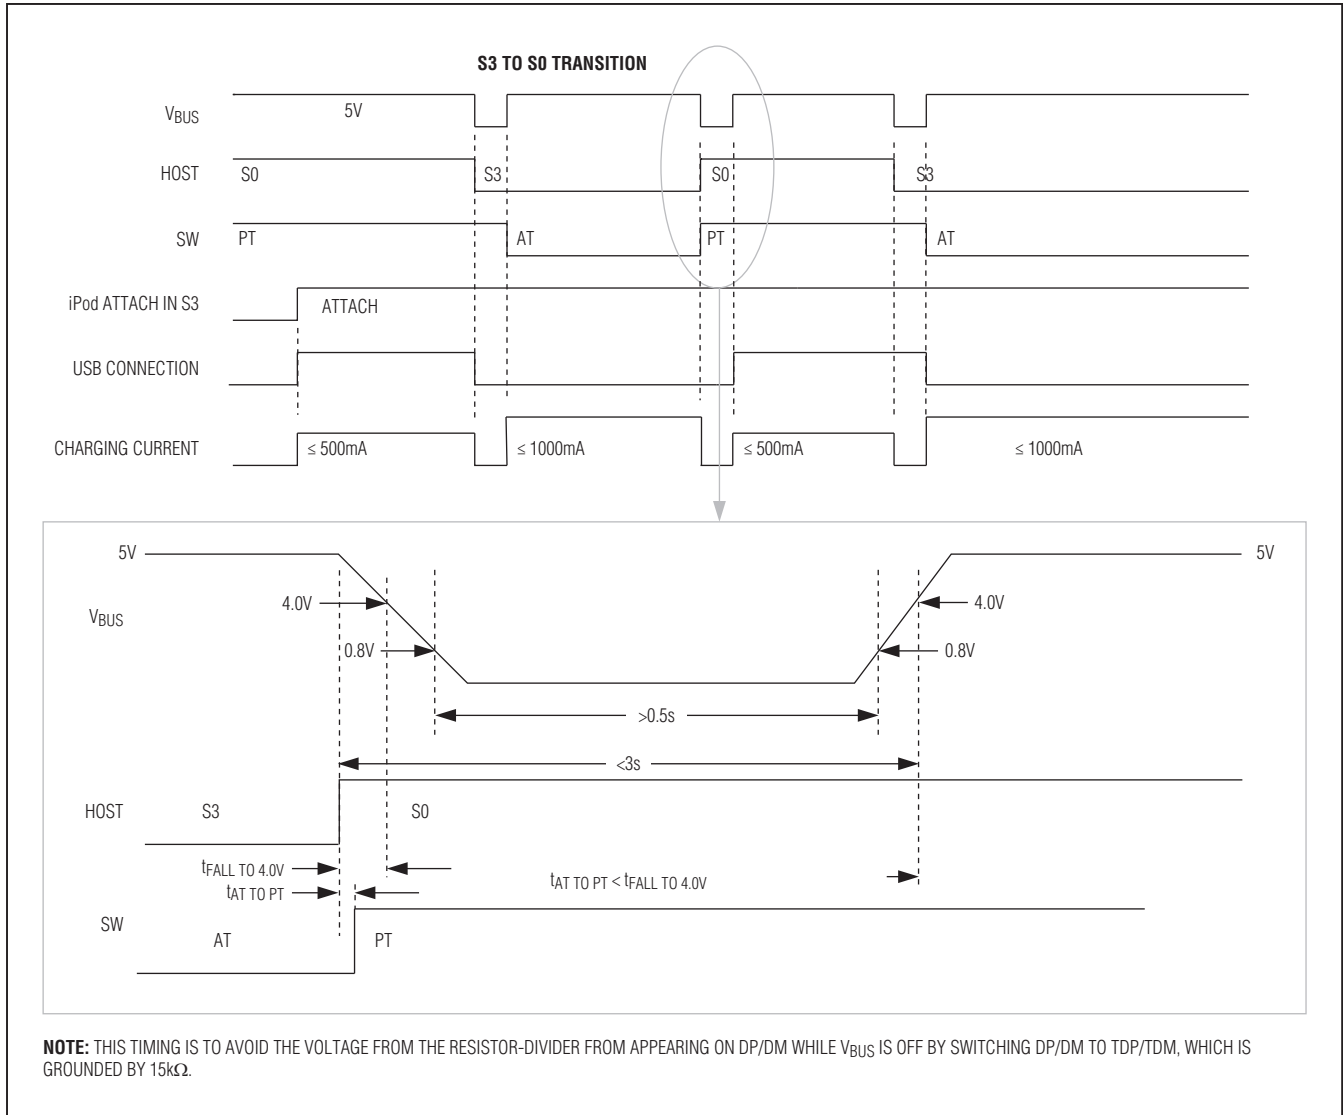 S3 TO S0 TRANSITION
VBUS
5V
HOST
S0
S3
S0
S3
SW
PT
AT
PT
AT
iPod ATTACH IN S3
ATTACH
USB CONNECTION
CHARGING CURRENT
≤ 500mA
≤ 1000mA
≤ 500mA
≤ 1000mA
5V
5V
VBUS
4.0V
4.0V
0.8V
0.8V
>0.5s
<3s
HOST
S3
S0
tFALL TO 4.0V
tAT TO PT
tAT TO PT < tFALL TO 4.0V
SW
AT
PT
NOTE: THIS TIMING IS TO AVOID THE VOLTAGE FROM THE RESISTOR-DIVIDER FROM APPEARING ON DP/DM WHILE VBUS IS OFF BY SWITCHING DP/DM TO TDP/TDM, WHICH IS
GROUNDED BY 15kΩ.